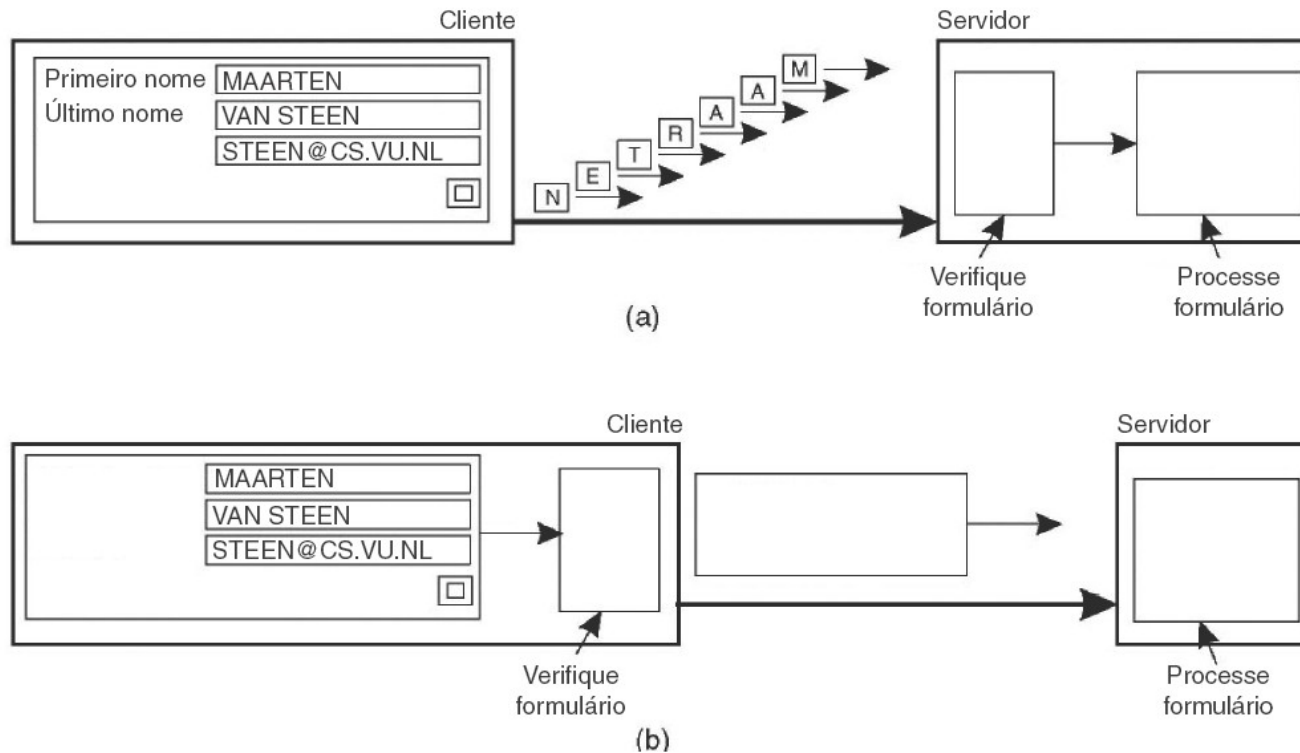 Cliente
Servidor
Primeiro nome
MAARTEN
Último nome
VAN STEEN
STEEN@CS.VU.NL
N
E
T
R
A
A
M
Verifique
formulário
Processe
formulário
(a)
Cliente
Servidor
MAARTEN
VAN STEEN
STEEN@CS.VU.NL
Verifique
formulário
Processe
formulário
(b)